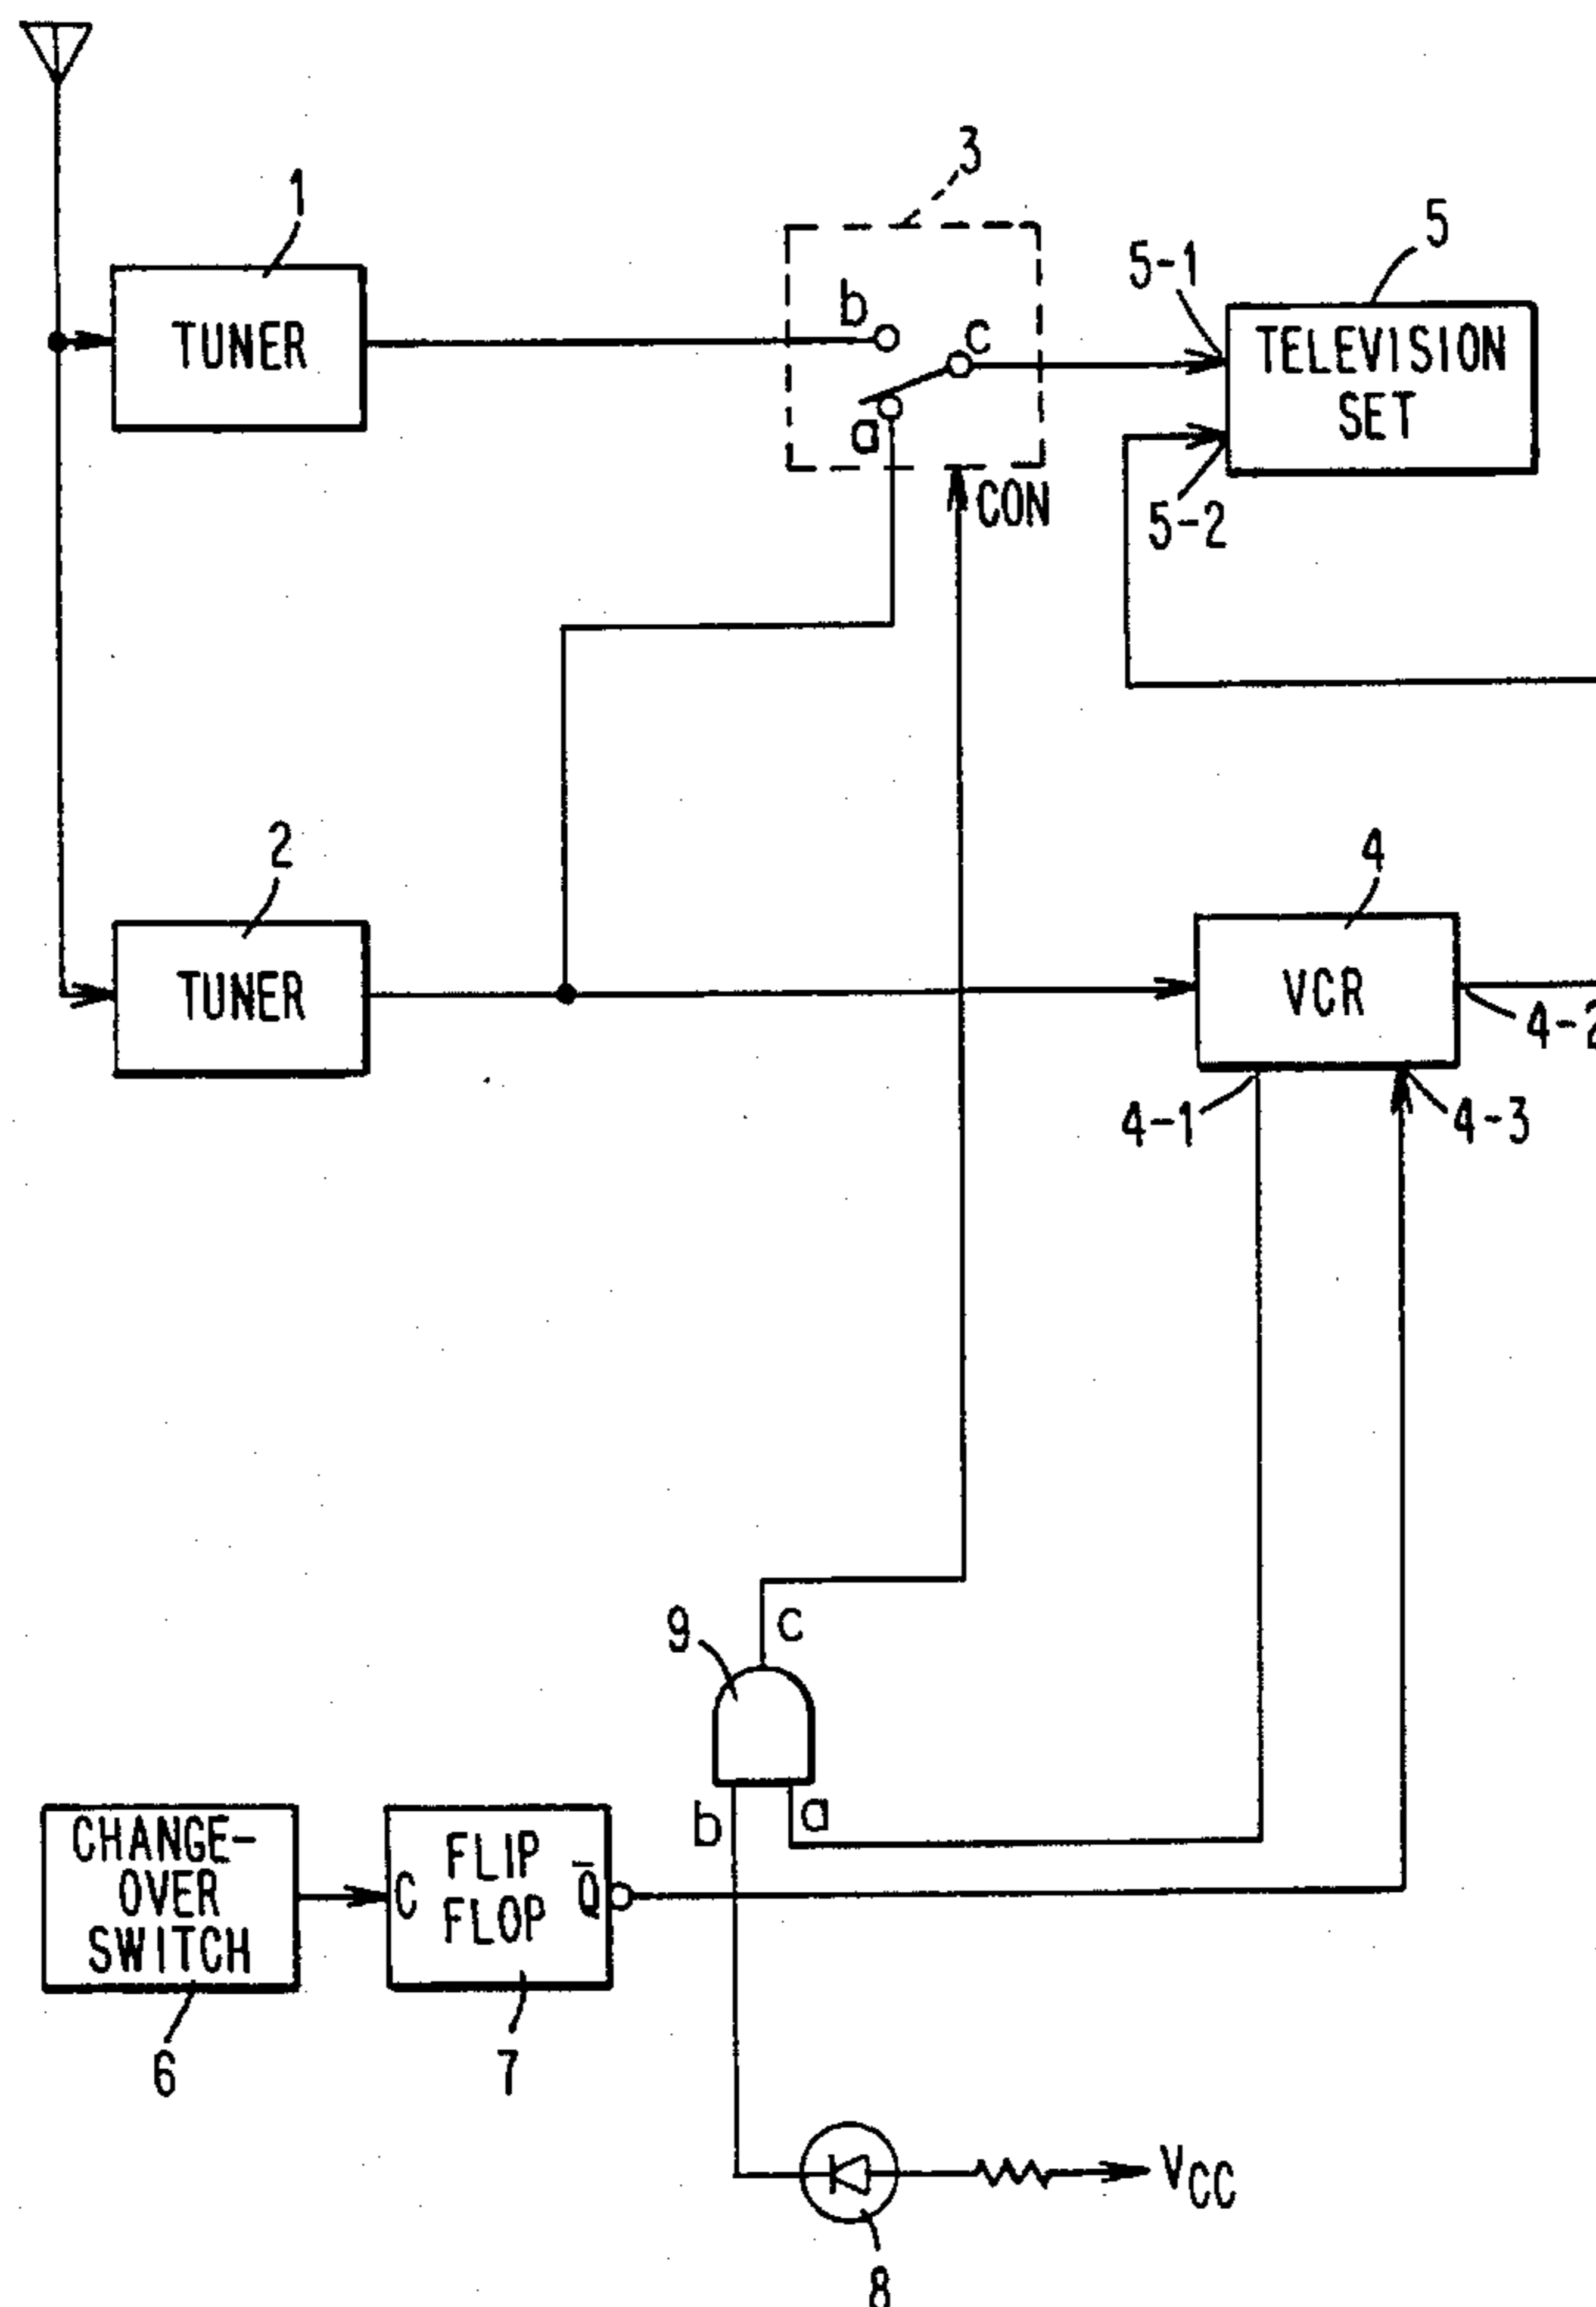 3
1
5
5-1
b
c
TUNER
TELEVISION
SET
a
CON
5-2
2
4
TUNER
VCR
4-2
4-1
4-3
9
c
b
a
CHANGE-
OVER
SWITCH
C
FLIP
FLOP
Q̅
6
7
VCC
8